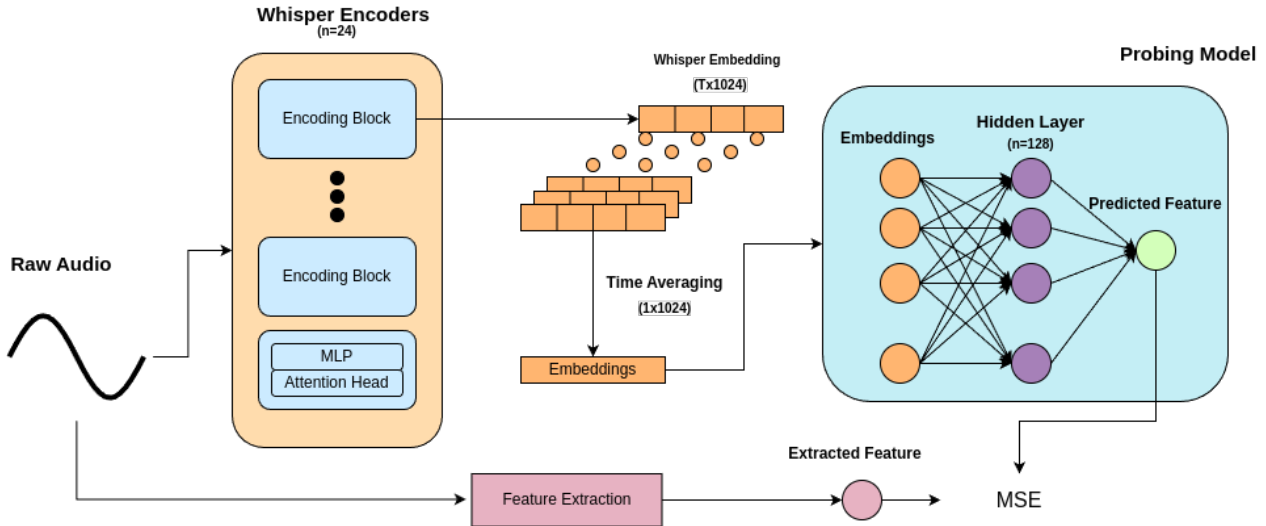 Whisper Encoders
(n=24)
Encoding Block
Encoding Block
MLP
Attention Head
Raw Audio
Whisper Embedding
(Tx1024)
Time Averaging
(1x1024)
Embeddings
Probing Model
Embeddings
Hidden Layer
(n=128)
Predicted Feature
Feature Extraction
Extracted Feature
MSE